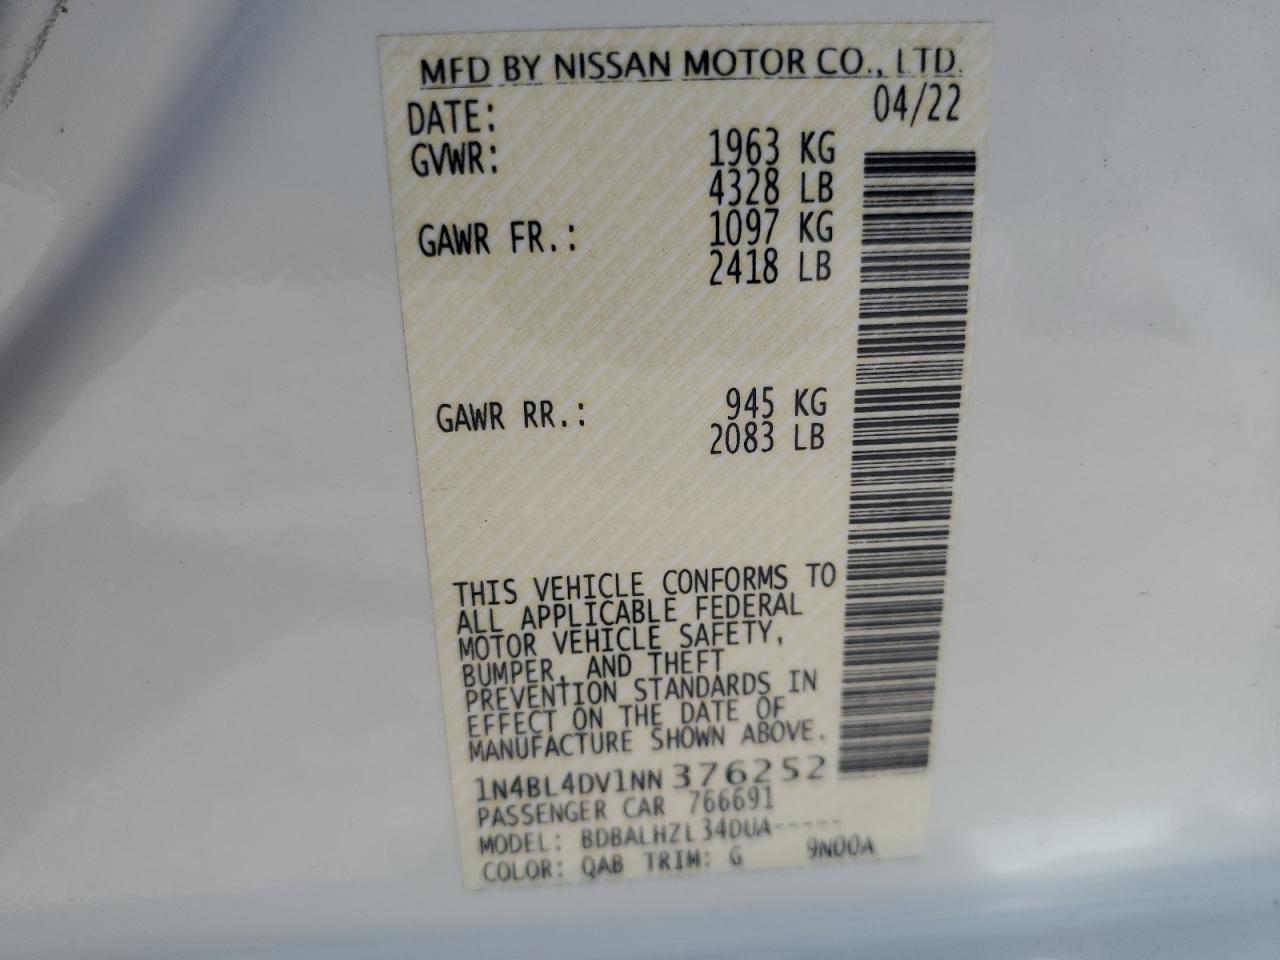 MFD BY NISSAN MOTOR CO., LTD.
DATE: 04/22
GVWR: 1963 KG
4328 LB
GAWR FR.: 1097 KG
2418 LB
GAWR RR.: 945 KG
2083 LB
THIS VEHICLE CONFORMS TO
ALL APPLICABLE FEDERAL
MOTOR VEHICLE SAFETY,
BUMPER, AND THEFT
PREVENTION STANDARDS IN
EFFECT ON THE DATE OF
MANUFACTURE SHOWN ABOVE.
1N4BL4DV1NN376252
PASSENGER CAR 766691
MODEL: BDBALHZL34DUA-----
COLOR: QAB TRIM: G 9N00A